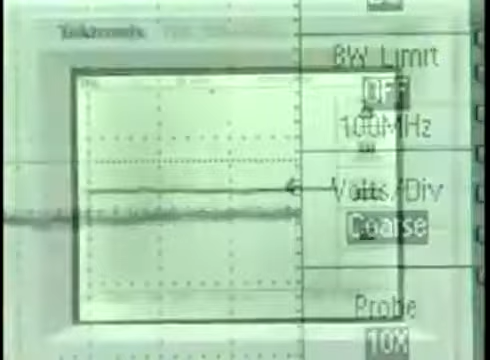 Tektronix
BW Limit
OFF
100MHz
Volts/Div
Coarse
Probe
10X